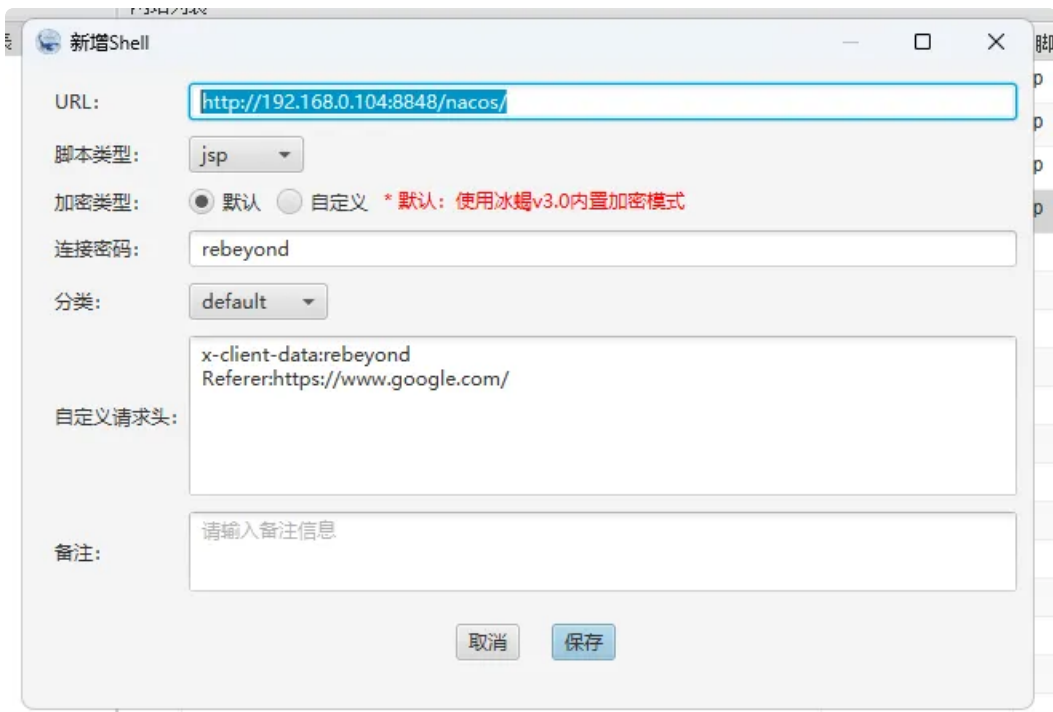 新增Shell
URL:
http://192.168.0.104:8848/nacos/
脚本类型:
jsp
加密类型:
默认
自定义
* 默认：使用冰蝎v3.0内置加密模式
连接密码:
rebeyond
分类:
default
自定义请求头:
x-client-data:rebeyond
Referer:https://www.google.com/
备注:
请输入备注信息
取消
保存
脚
p
p
p
p